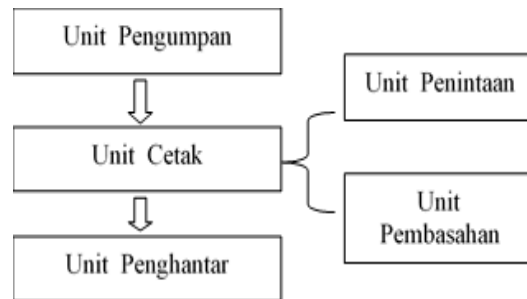 Unit Pengumpan
Unit Penintaan
Unit Cetak
Unit
Pembasahan
Unit Penghantar